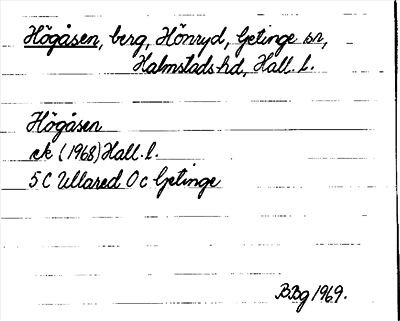 Högåsen, berg, Hönryd, Getinge sn,
Halmstads hd, Hall. l.
Högåsen
ek (1968) Hall. l.
5 C Ullared 0 c Getinge
B.Bg 1969.